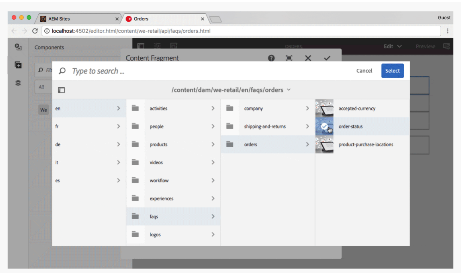 AEM Sites
Orders
Guest
localhost:4502/editor.html/content/we-retail/api/faqs/orders.html
Components
Edit
Preview
Content Fragment
Type to search ...
Cancel
Select
/content/dam/we-retail/en/faqs/orders
en
activities
company
accepted-currency
fr
people
shipping-and-returns
order-status
de
products
orders
product-purchase-locations
it
videos
es
workflow
experiences
faqs
logos